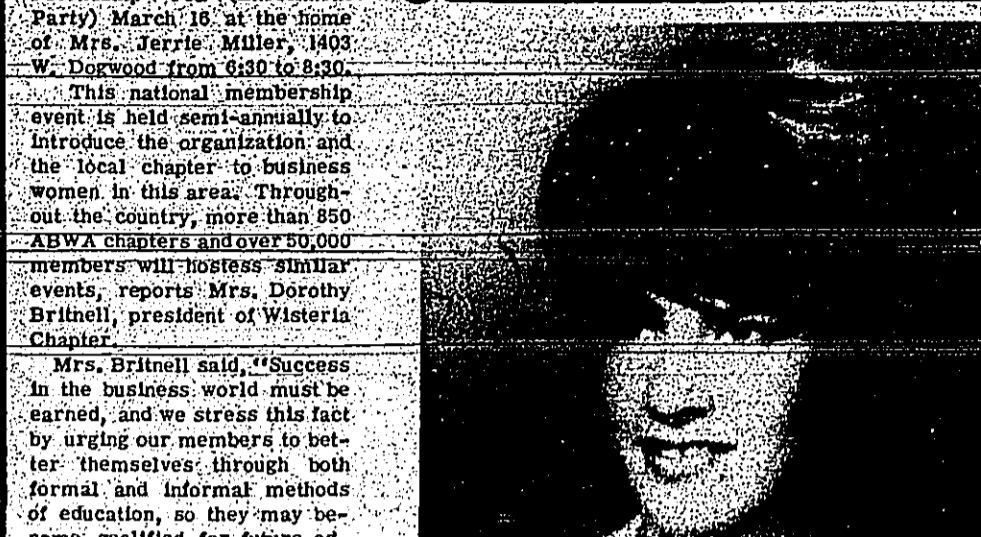 Party) March 16 at the home
of Mrs. Jerrie Miller, 1403
W. Dogwood from 6:30 to 8:30.
This national membership
event is held semi-annually to
introduce the organization and
the local chapter to business
women in this area. Through-
out the country, more than 850
ABWA chapters and over 50,000
members will hostess similar
events, reports Mrs. Dorothy
Britnell, president of Wisteria
Chapter.
Mrs. Britnell said, "Success
in the business world must be
earned, and we stress this fact
by urging our members to bet-
ter themselves through both
formal and informal methods
of education, so they may be-
come qualified for future ad-